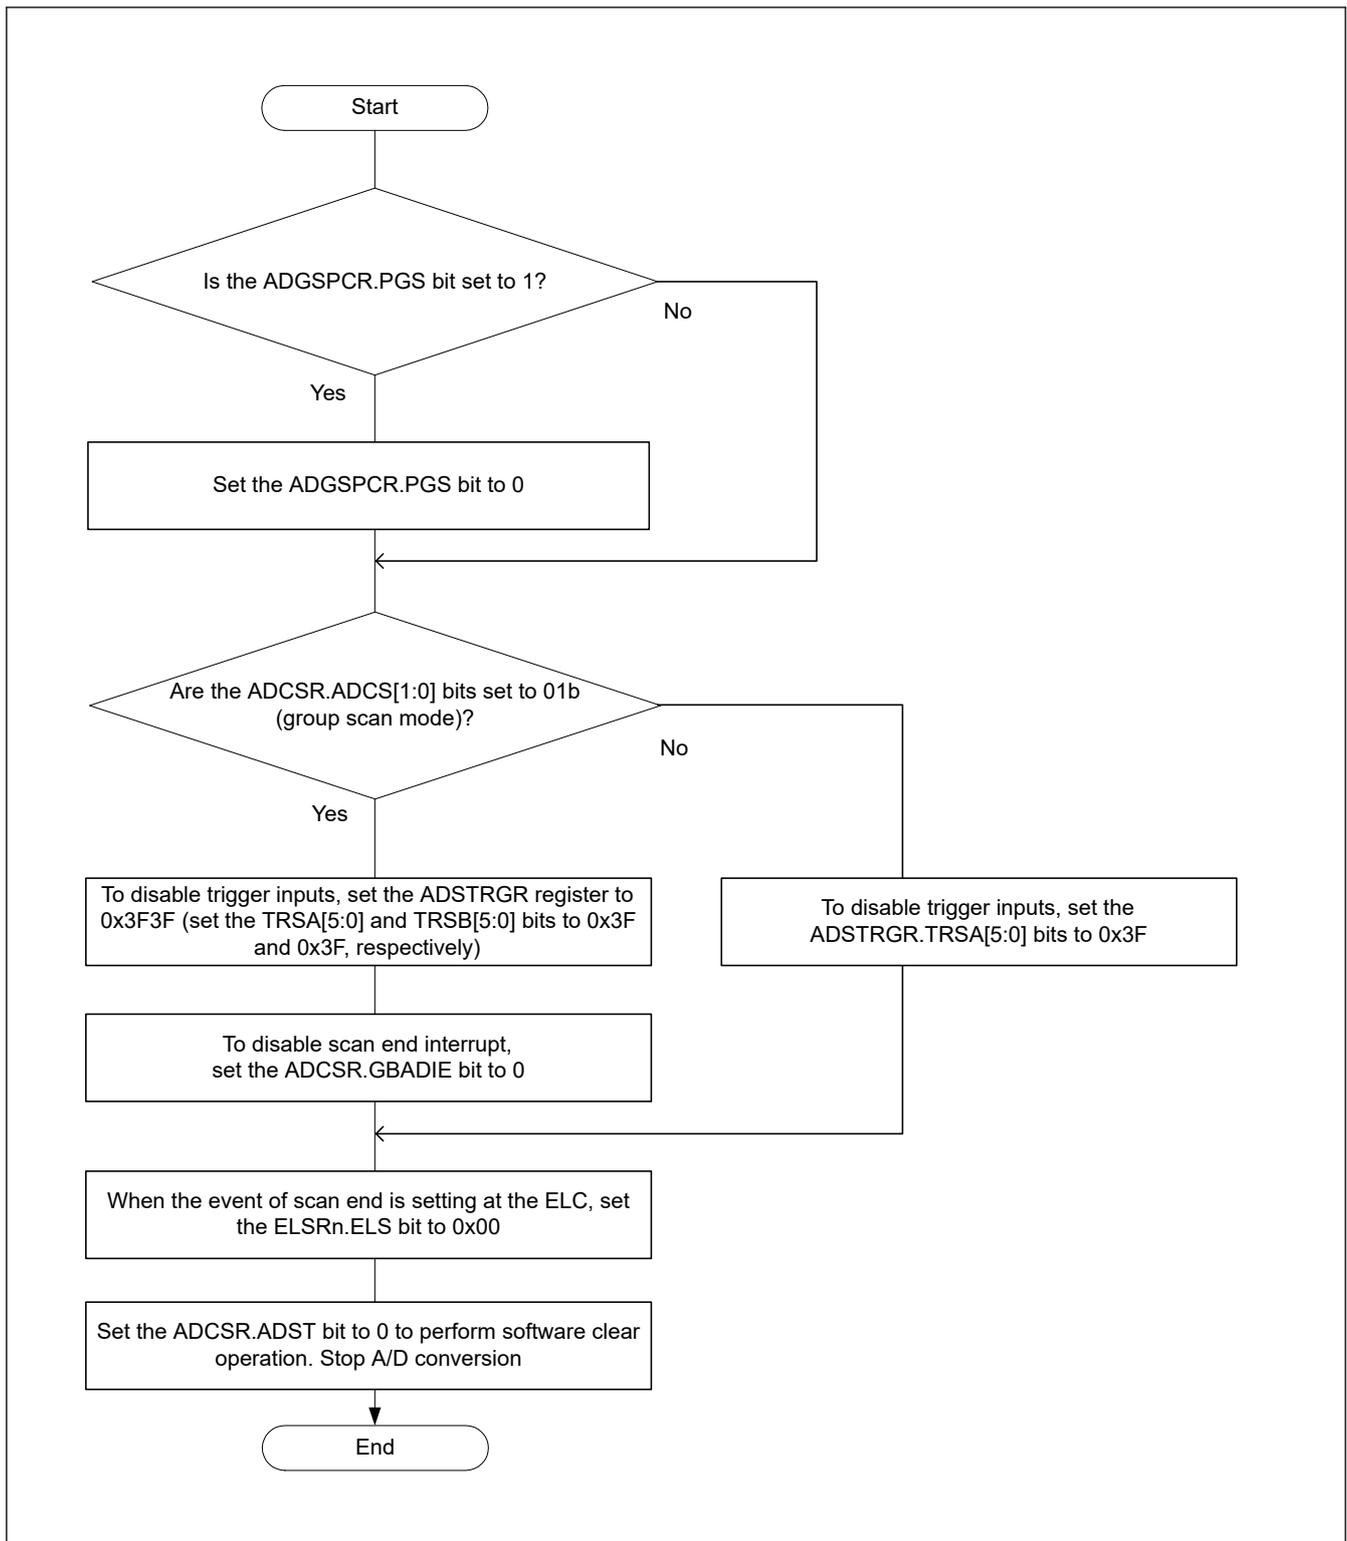 Start
Is the ADGSPCR.PGS bit set to 1?
No
Yes
Set the ADGSPCR.PGS bit to 0
Are the ADCSR.ADCS[1:0] bits set to 01b
(group scan mode)?
No
Yes
To disable trigger inputs, set the ADSTRGR register to
0x3F3F (set the TRSA[5:0] and TRSB[5:0] bits to 0x3F
and 0x3F, respectively)
To disable trigger inputs, set the
ADSTRGR.TRSA[5:0] bits to 0x3F
To disable scan end interrupt,
set the ADCSR.GBADIE bit to 0
When the event of scan end is setting at the ELC, set
the ELSRn.ELS bit to 0x00
Set the ADCSR.ADST bit to 0 to perform software clear
operation. Stop A/D conversion
End